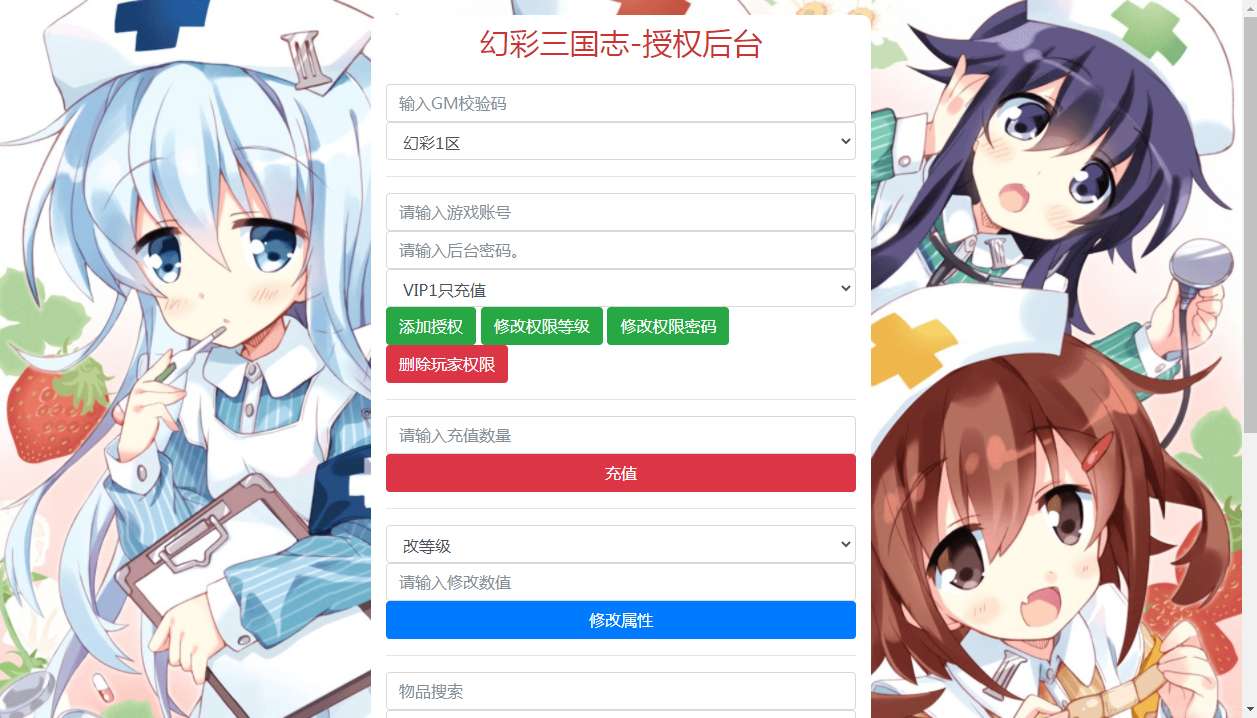 幻彩三国志-授权后台
输入GM校验码
幻彩1区
请输入游戏账号
请输入后台密码。
VIP1只充值
添加授权 修改权限等级 修改权限密码
删除玩家权限
请输入充值数量
充值
改等级
请输入修改数值
修改属性
物品搜索